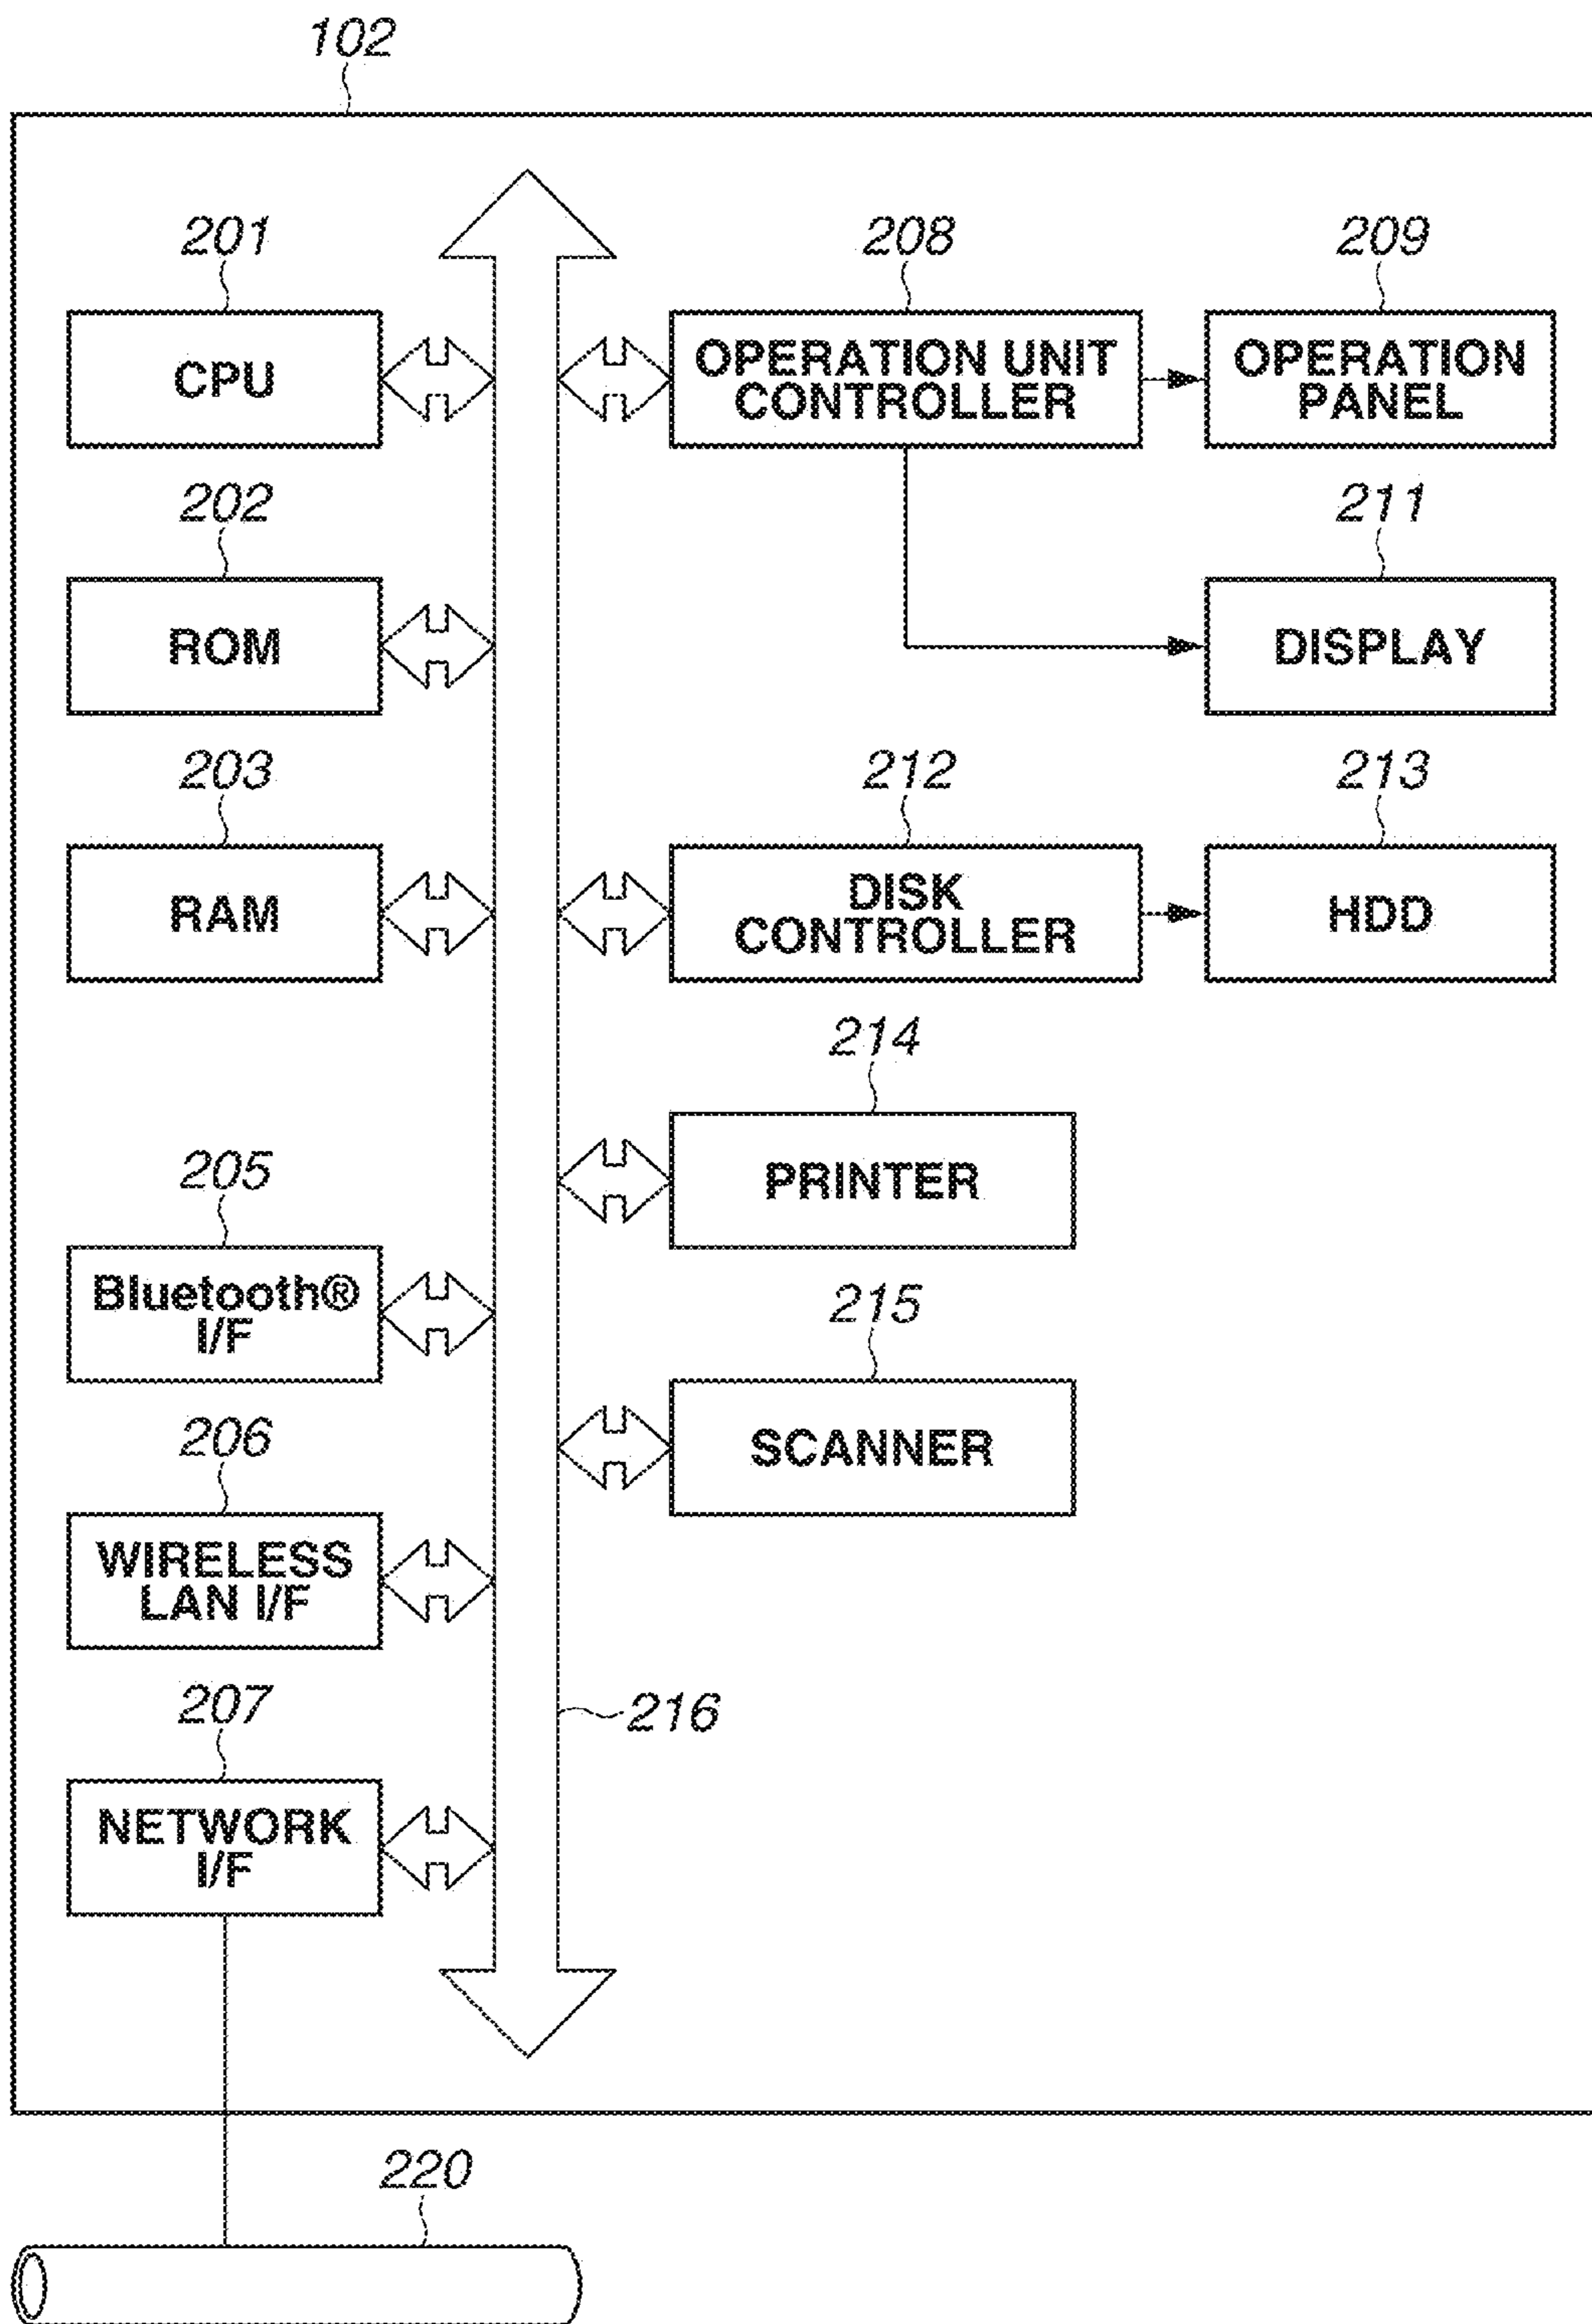 102
201
208
209
CPU
OPERATION UNIT
CONTROLLER
OPERATION
PANEL
202
211
ROM
DISPLAY
203
212
213
RAM
DISK
CONTROLLER
HDD
214
PRINTER
205
Bluetooth®
I/F
215
SCANNER
206
WIRELESS
LAN I/F
207
216
NETWORK
I/F
220